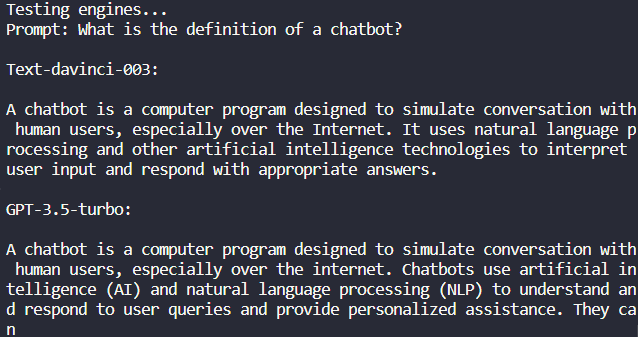 Testing engines...
Prompt: What is the definition of a chatbot?
Text-davinci-003:
A chatbot is a computer program designed to simulate conversation with
 human users, especially over the Internet. It uses natural language p
rocessing and other artificial intelligence technologies to interpret
user input and respond with appropriate answers.
GPT-3.5-turbo:
A chatbot is a computer program designed to simulate conversation with
 human users, especially over the internet. Chatbots use artificial in
telligence (AI) and natural language processing (NLP) to understand an
d respond to user queries and provide personalized assistance. They ca
n